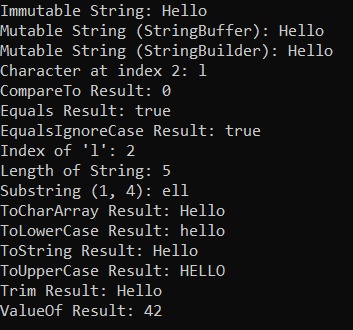 Immutable String: Hello
Mutable String (StringBuffer): Hello
Mutable String (StringBuilder): Hello
Character at index 2: l
CompareTo Result: 0
Equals Result: true
EqualsIgnoreCase Result: true
Index of 'l': 2
Length of String: 5
Substring (1, 4): ell
ToCharArray Result: Hello
ToLowerCase Result: hello
ToString Result: Hello
ToUpperCase Result: HELLO
Trim Result: Hello
ValueOf Result: 42